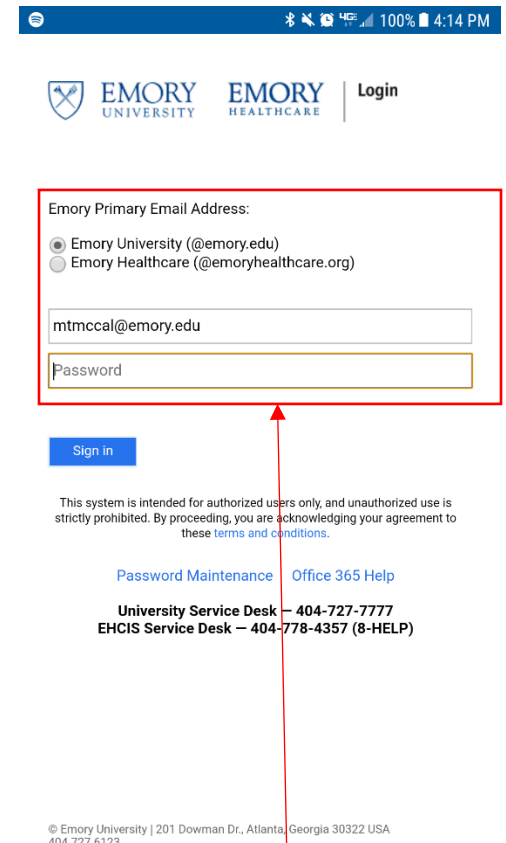 4G 100% 4:14 PM
EMORY EMORY Login
UNIVERSITY HEALTHCARE
Emory Primary Email Address:
Emory University (@emory.edu)
Emory Healthcare (@emoryhealthcare.org)
mtmccal@emory.edu
Password
Sign in
This system is intended for authorized users only, and unauthorized use is
strictly prohibited. By proceeding, you are acknowledging your agreement to
these terms and conditions.
Password Maintenance Office 365 Help
University Service Desk — 404-727-7777
EHCIS Service Desk — 404-778-4357 (8-HELP)
© Emory University | 201 Dowman Dr., Atlanta, Georgia 30322 USA
404.727.6123